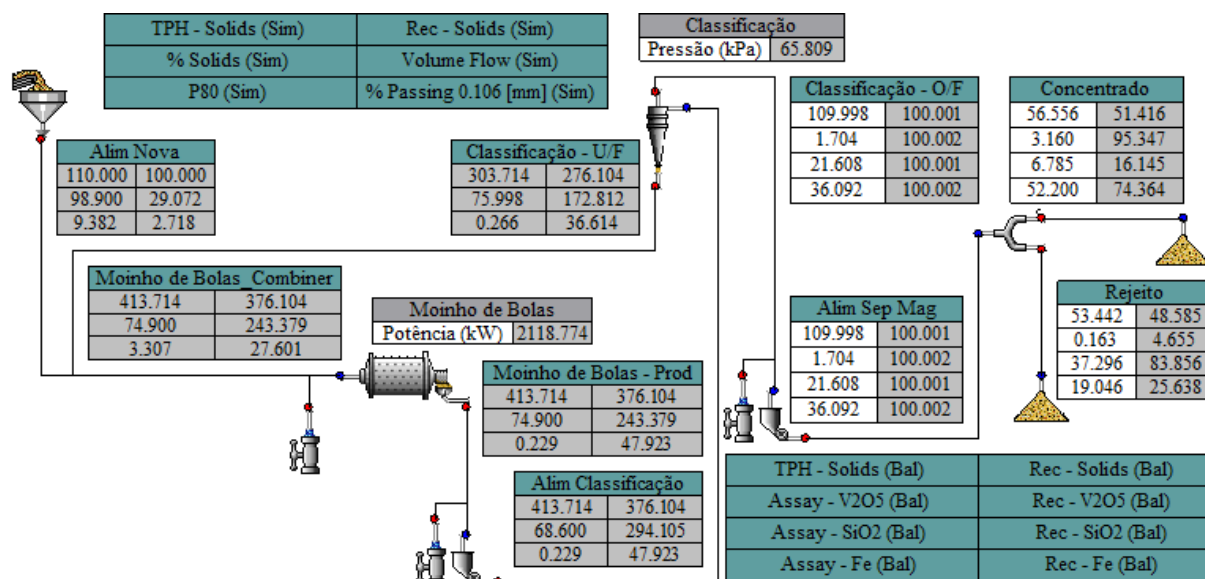 TPH - Solids (Sim) Rec - Solids (Sim)
% Solids (Sim) Volume Flow (Sim)
P80 (Sim) % Passing 0.106 [mm] (Sim)
Classificação
Pressão (kPa) 65.809
Alim Nova
110.000 100.000
98.900 29.072
9.382 2.718
Classificação - U/F
303.714 276.104
75.998 172.812
0.266 36.614
Classificação - O/F
109.998 100.001
1.704 100.002
21.608 100.001
36.092 100.002
Concentrado
56.556 51.416
3.160 95.347
6.785 16.145
52.200 74.364
Moinho de Bolas_Combiner
413.714 376.104
74.900 243.379
3.307 27.601
Moinho de Bolas
Potência (kW) 2118.774
Moinho de Bolas - Prod
413.714 376.104
74.900 243.379
0.229 47.923
Alim Sep Mag
109.998 100.001
1.704 100.002
21.608 100.001
36.092 100.002
Rejeito
53.442 48.585
0.163 4.655
37.296 83.856
19.046 25.638
Alim Classificação
413.714 376.104
68.600 294.105
0.229 47.923
TPH - Solids (Bal) Rec - Solids (Bal)
Assay - V2O5 (Bal) Rec - V2O5 (Bal)
Assay - SiO2 (Bal) Rec - SiO2 (Bal)
Assay - Fe (Bal) Rec - Fe (Bal)